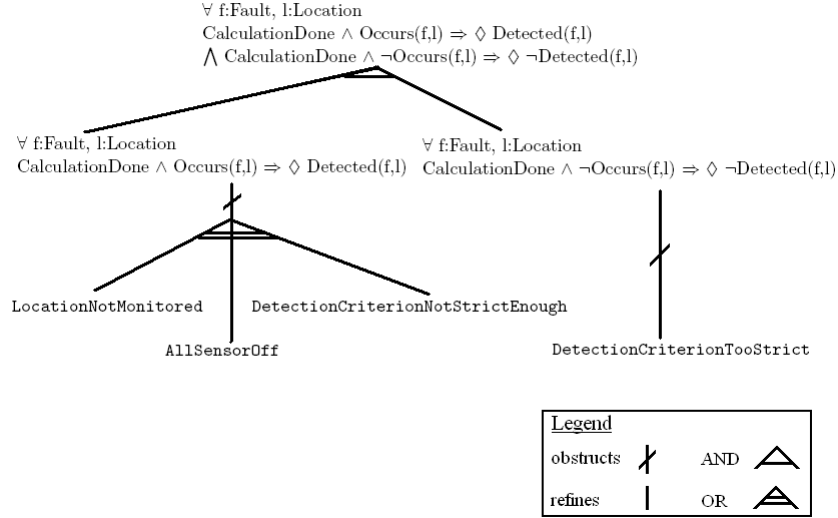 ∀ f:Fault, l:Location
CalculationDone ∧ Occurs(f,l) ⇒ ◊ Detected(f,l)
⋀ CalculationDone ∧ ¬Occurs(f,l) ⇒ ◊ ¬Detected(f,l)
∀ f:Fault, l:Location
CalculationDone ∧ Occurs(f,l) ⇒ ◊ Detected(f,l)
∀ f:Fault, l:Location
CalculationDone ∧ ¬Occurs(f,l) ⇒ ◊ ¬Detected(f,l)
LocationNotMonitored
DetectionCriterionNotStrictEnough
AllSensorOff
DetectionCriterionTooStrict
Legend
obstructs
AND
refines
OR